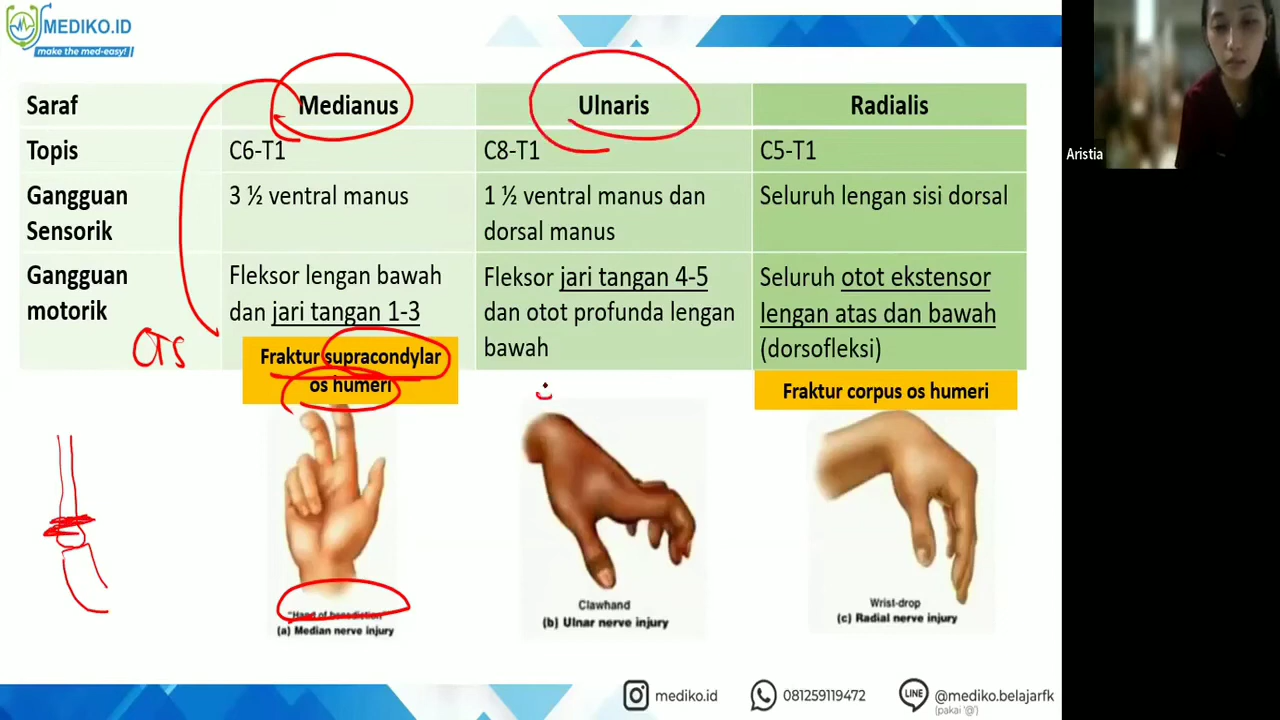 MEDIKO.ID
make the med-easy!
Saraf Medianus Ulnaris Radialis
Topis C6-T1 C8-T1 C5-T1
Gangguan Sensorik
3 ½ ventral manus
1 ½ ventral manus dan dorsal manus
Seluruh lengan sisi dorsal
Gangguan motorik
Fleksor lengan bawah dan jari tangan 1-3
Fleksor jari tangan 4-5 dan otot profunda lengan bawah
Seluruh otot ekstensor lengan atas dan bawah (dorsofleksi)
Fraktur supracondylar
os humeri
Fraktur corpus os humeri
"Hand of benediction"
(a) Median nerve injury
Clawhand
(b) Ulnar nerve injury
Wrist-drop
(c) Radial nerve injury
mediko.id
081259119472
LINE
@mediko.belajarfk
(pakai '@')
Aristia